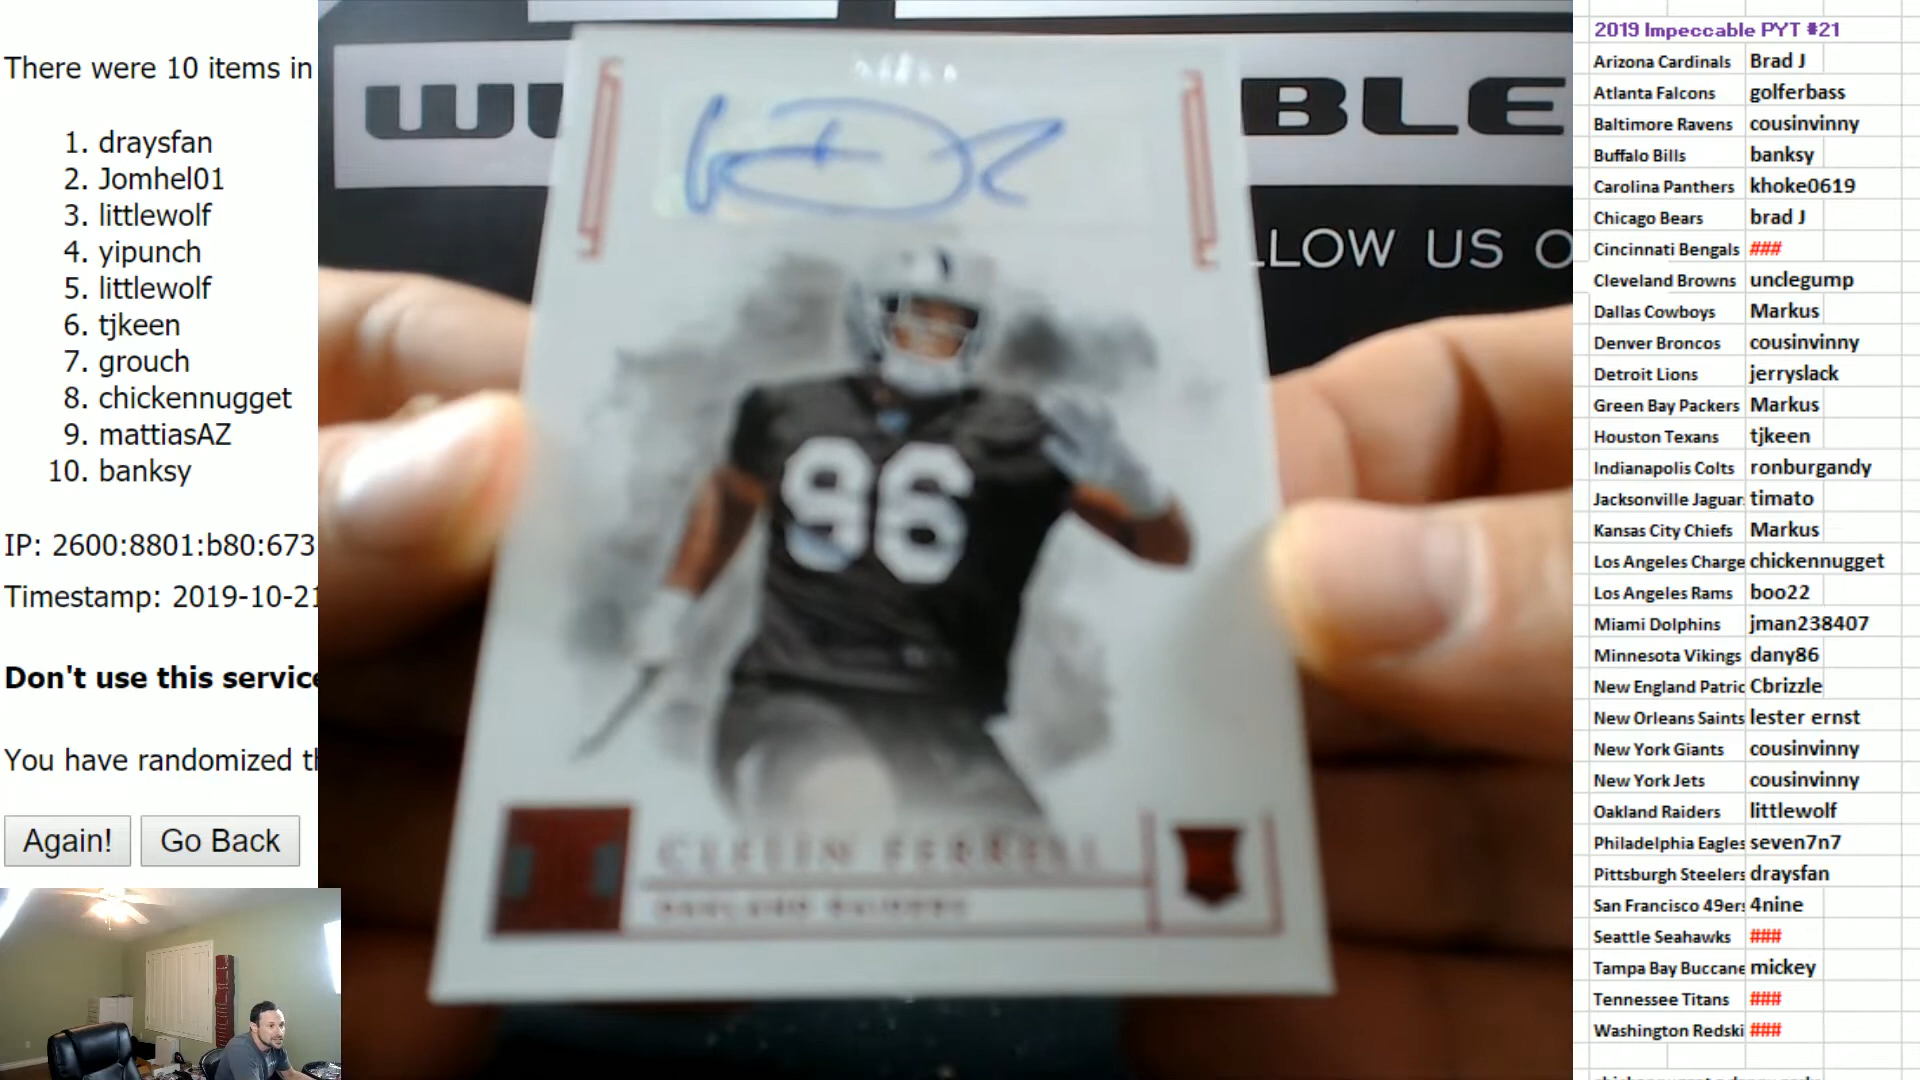 There were 10 items in
1. draysfan
2. Jomhel01
3. littlewolf
4. yipunch
5. littlewolf
6. tjkeen
7. grouch
8. chickennugget
9. mattiasAZ
10. banksy
IP: 2600:8801:b80:673
Timestamp: 2019-10-21
Don't use this service
You have randomized th
Again! Go Back
BLE
LLOW US O
96
CLELIN FERRELL
OAKLAND RAIDERS
2019 Impeccable PYT #21
Arizona Cardinals Brad J
Atlanta Falcons golferbass
Baltimore Ravens cousinvinny
Buffalo Bills banksy
Carolina Panthers khoke0619
Chicago Bears brad J
Cincinnati Bengals ###
Cleveland Browns unclegump
Dallas Cowboys Markus
Denver Broncos cousinvinny
Detroit Lions jerryslack
Green Bay Packers Markus
Houston Texans tjkeen
Indianapolis Colts ronburgandy
Jacksonville Jaguar timato
Kansas City Chiefs Markus
Los Angeles Charge chickennugget
Los Angeles Rams boo22
Miami Dolphins jman238407
Minnesota Vikings dany86
New England Patric Cbrizzle
New Orleans Saints lester ernst
New York Giants cousinvinny
New York Jets cousinvinny
Oakland Raiders littlewolf
Philadelphia Eagles seven7n7
Pittsburgh Steelers draysfan
San Francisco 49ers 4nine
Seattle Seahawks ###
Tampa Bay Buccane mickey
Tennessee Titans ###
Washington Redski ###